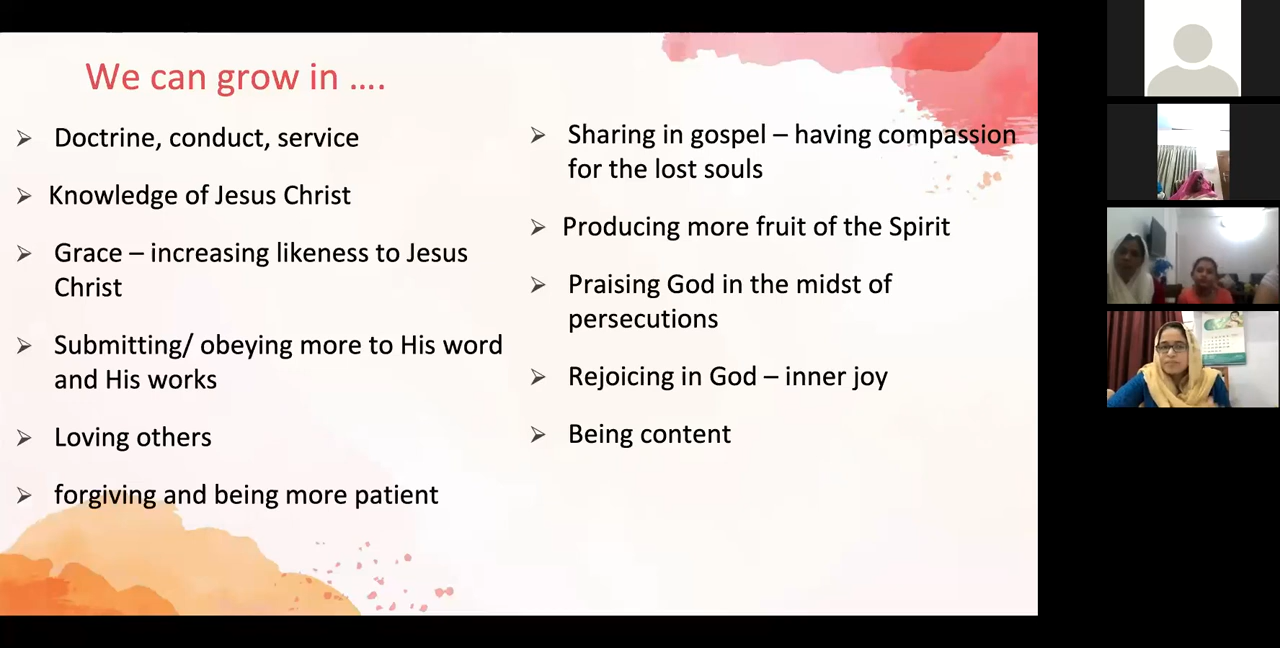 We can grow in ....
➢ Doctrine, conduct, service
➢ Knowledge of Jesus Christ
➢ Grace – increasing likeness to Jesus
Christ
➢ Submitting/ obeying more to His word
and His works
➢ Loving others
➢ forgiving and being more patient
➢ Sharing in gospel – having compassion
for the lost souls
➢ Producing more fruit of the Spirit
➢ Praising God in the midst of
persecutions
➢ Rejoicing in God – inner joy
➢ Being content